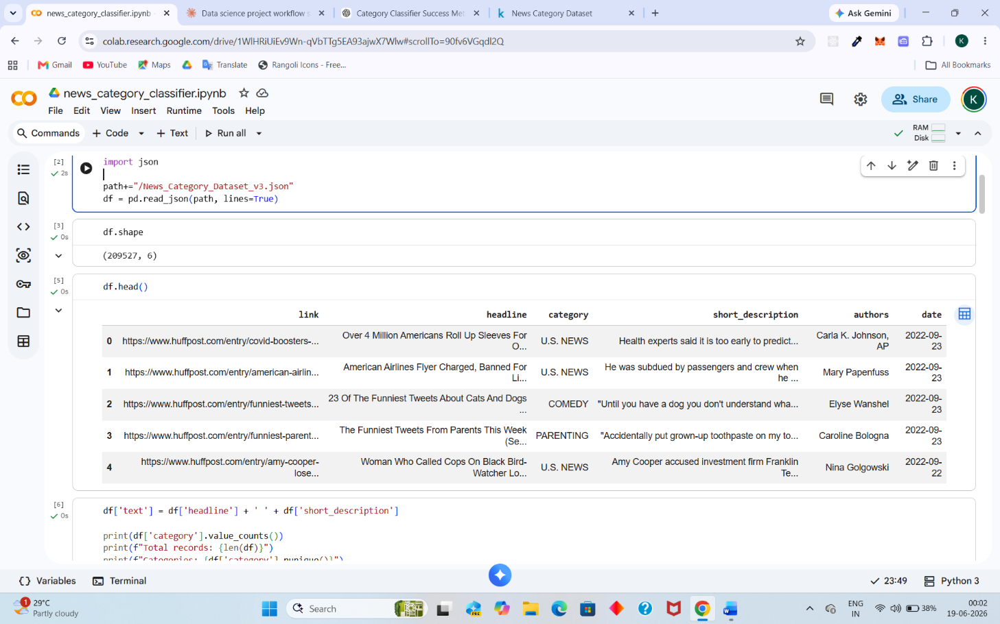 news_category_classifier.ipynb
Data science project workflow s
Category Classifier Success Met
News Category Dataset
Ask Gemini
colab.research.google.com/drive/1WlHRiUiEv9Wn-qVbTTg5EA93ajwX7Wlw#scrollTo=90fv6VGqdl2Q
K
Gmail
YouTube
Maps
Translate
Rangoli Icons - Free...
All Bookmarks
news_category_classifier.ipynb
File Edit View Insert Runtime Tools Help
Share
K
Commands + Code + Text Run all
RAM
Disk
[2]
2s
import json
path+="/News_Category_Dataset_v3.json"
df = pd.read_json(path, lines=True)
[3]
0s
df.shape
(209527, 6)
[5]
0s
df.head()
link headline category short_description authors date
0 https://www.huffpost.com/entry/covid-boosters-... Over 4 Million Americans Roll Up Sleeves For O... U.S. NEWS Health experts said it is too early to predict... Carla K. Johnson, AP 2022-09-23
1 https://www.huffpost.com/entry/american-airlin... American Airlines Flyer Charged, Banned For Li... U.S. NEWS He was subdued by passengers and crew when he ... Mary Papenfuss 2022-09-23
2 https://www.huffpost.com/entry/funniest-tweets... 23 Of The Funniest Tweets About Cats And Dogs ... COMEDY "Until you have a dog you don't understand wha... Elyse Wanshel 2022-09-23
3 https://www.huffpost.com/entry/funniest-parent... The Funniest Tweets From Parents This Week (Se... PARENTING "Accidentally put grown-up toothpaste on my to... Caroline Bologna 2022-09-23
4 https://www.huffpost.com/entry/amy-cooper-lose... Woman Who Called Cops On Black Bird-Watcher Lo... U.S. NEWS Amy Cooper accused investment firm Franklin Te... Nina Golgowski 2022-09-22
[6]
0s
df['text'] = df['headline'] + ' ' + df['short_description']
print(df['category'].value_counts())
print(f"Total records: {len(df)}")
print(f"Categories: {df['category'].nunique()}")
Variables
Terminal
23:49
Python 3
1
29°C
Partly cloudy
Search
PRE
ENG
IN
38%
00:02
19-06-2026